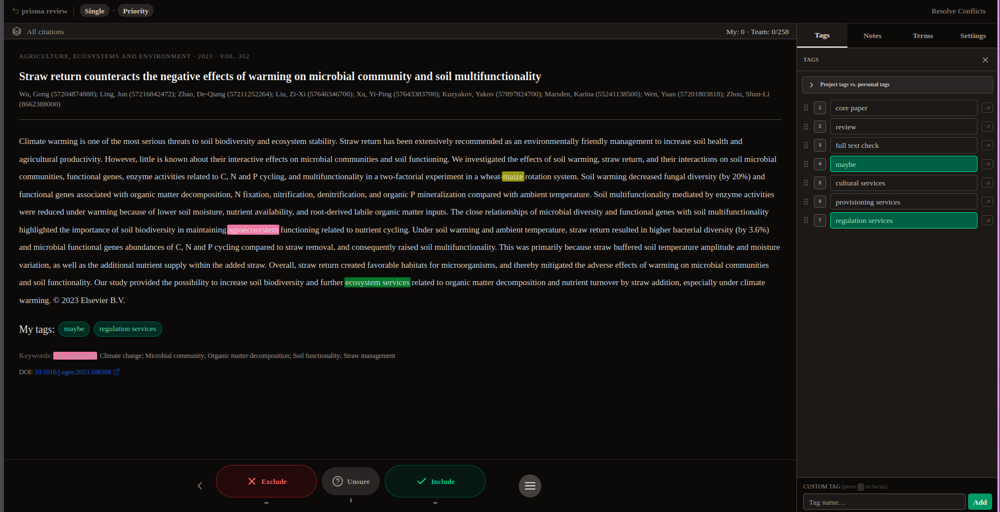 prisma review | Single · Priority
Resolve Conflicts
All citations
My: 0 · Team: 0/258
AGRICULTURE, ECOSYSTEMS AND ENVIRONMENT · 2023 · VOL. 352
Straw return counteracts the negative effects of warming on microbial community and soil multifunctionality
Wu, Gong (57204874888); Ling, Jun (57216842472); Zhao, De-Qiang (57211252264); Liu, Zi-Xi (57646346700); Xu, Yi-Ping (57643383700); Kuzyakov, Yakov (57897824700); Marsden, Karina (55241138500); Wen, Yuan (57201803818); Zhou, Shun-Li
(8662388000)
Climate warming is one of the most serious threats to soil biodiversity and ecosystem stability. Straw return has been extensively recommended as an environmentally friendly management to increase soil health and
agricultural productivity. However, little is known about their interactive effects on microbial communities and soil functioning. We investigated the effects of soil warming, straw return, and their interactions on soil microbial
communities, functional genes, enzyme activities related to C, N and P cycling, and multifunctionality in a two-factorial experiment in a wheat-maize rotation system. Soil warming decreased fungal diversity (by 20%) and
functional genes associated with organic matter decomposition, N fixation, nitrification, denitrification, and organic P mineralization compared with ambient temperature. Soil multifunctionality mediated by enzyme activities
were reduced under warming because of lower soil moisture, nutrient availability, and root-derived labile organic matter inputs. The close relationships of microbial diversity and functional genes with soil multifunctionality
highlighted the importance of soil biodiversity in maintaining agroecosystem functioning related to nutrient cycling. Under soil warming and ambient temperature, straw return resulted in higher bacterial diversity (by 3.6%)
and microbial functional genes abundances of C, N and P cycling compared to straw removal, and consequently raised soil multifunctionality. This was primarily because straw buffered soil temperature amplitude and moisture
variation, as well as the additional nutrient supply within the added straw. Overall, straw return created favorable habitats for microorganisms, and thereby mitigated the adverse effects of warming on microbial communities
and soil functionality. Our study provided the possibility to increase soil biodiversity and further ecosystem services related to organic matter decomposition and nutrient turnover by straw addition, especially under climate
warming. © 2023 Elsevier B.V.
My tags: maybe regulation services
Keywords: ; Climate change; Microbial community; Organic matter decomposition; Soil functionality; Straw management
DOI: 10.1016/j.agee.2023.108508
Exclude
Unsure
Include
Tags Notes Terms Settings
TAGS
Project tags vs. personal tags
1 core paper –P
2 review –P
3 full text check –P
4 maybe –P
5 cultural services –P
6 provisioning services –P
7 regulation services –P
CUSTOM TAG (press t to focus)
Tag name…
Add